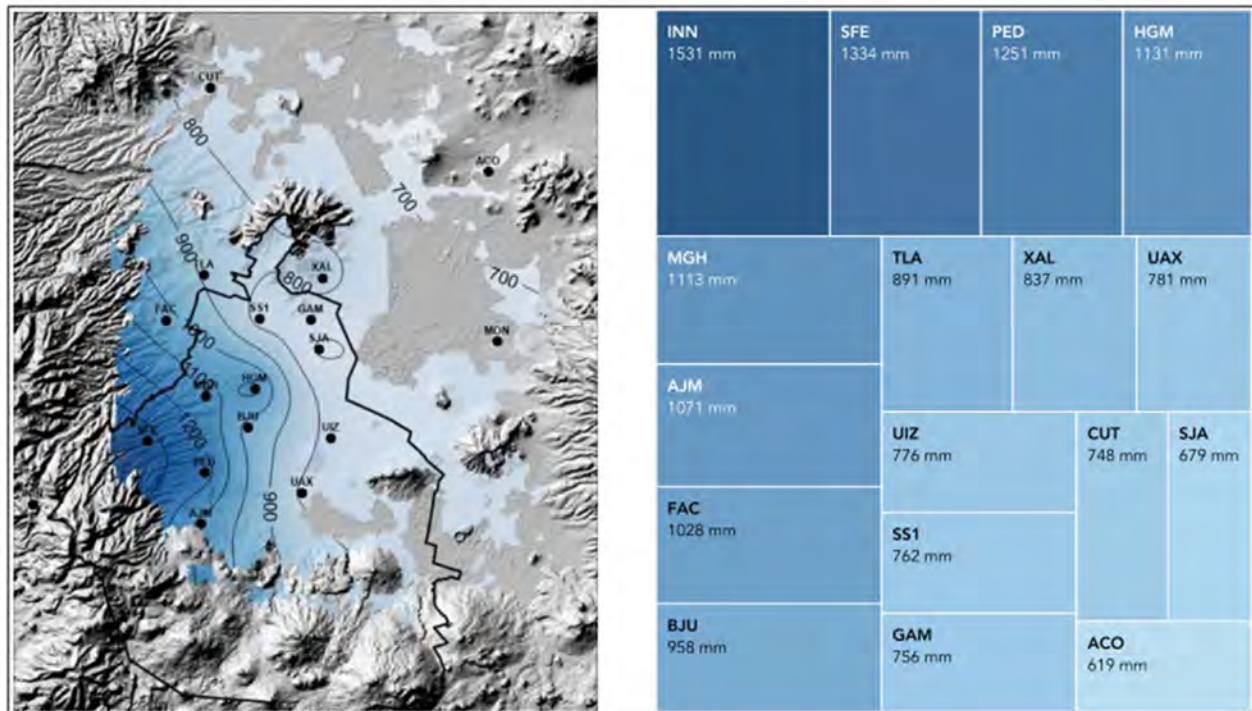 CUT
800
ACO
700
900
XAL
800
700
FAC
SS1
GAM
MON
SJA
HGM
BJU
1200
UIZ
PED
UAX
900
AJM
INN
1531 mm
SFE
1334 mm
PED
1251 mm
HGM
1131 mm
MGH
1113 mm
TLA
891 mm
XAL
837 mm
UAX
781 mm
AJM
1071 mm
UIZ
776 mm
CUT
748 mm
SJA
679 mm
FAC
1028 mm
SS1
762 mm
BJU
958 mm
GAM
756 mm
ACO
619 mm